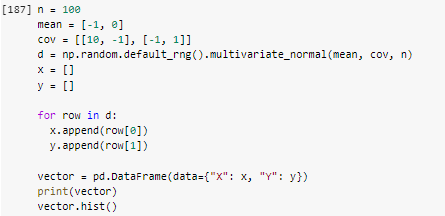 [187] n = 100
mean = [-1, 0]
cov = [[10, -1], [-1, 1]]
d = np.random.default_rng().multivariate_normal(mean, cov, n)
x = []
y = []
for row in d:
x.append(row[0])
y.append(row[1])
vector = pd.DataFrame(data={"X": x, "Y": y})
print(vector)
vector.hist()